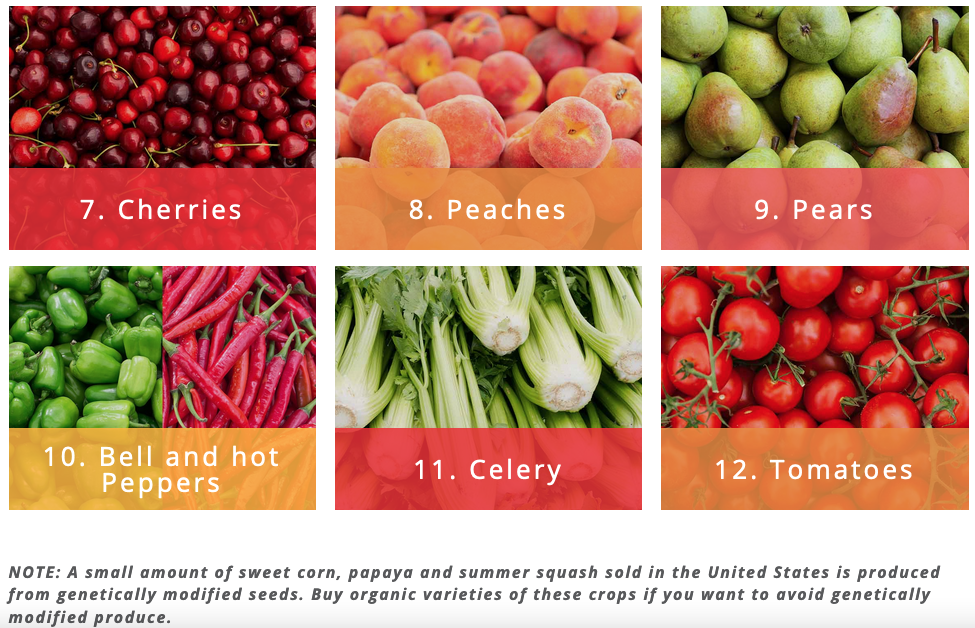 7. Cherries
8. Peaches
9. Pears
10. Bell and hot
Peppers
11. Celery
12. Tomatoes
NOTE: A small amount of sweet corn, papaya and summer squash sold in the United States is produced
from genetically modified seeds. Buy organic varieties of these crops if you want to avoid genetically
modified produce.